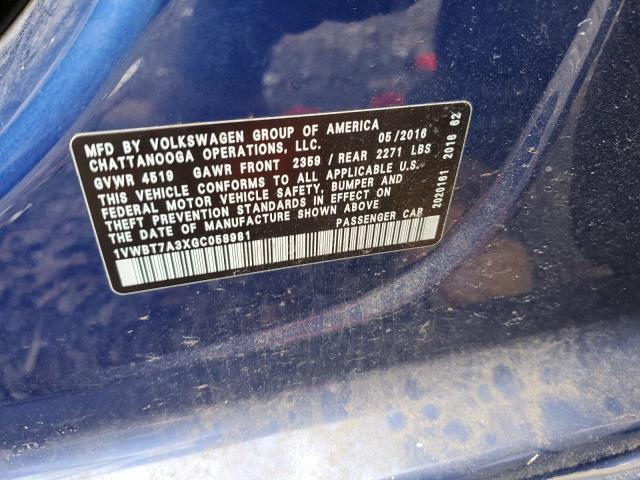 MFD BY VOLKSWAGEN GROUP OF AMERICA 05/2016
CHATTANOOGA OPERATIONS, LLC.
GVWR 4519 GAWR FRONT 2359 / REAR 2271 LBS
THIS VEHICLE CONFORMS TO ALL APPLICABLE U.S.
FEDERAL MOTOR VEHICLE SAFETY, BUMPER AND
THEFT PREVENTION STANDARDS IN EFFECT ON
THE DATE OF MANUFACTURE SHOWN ABOVE
1VWBT7A3XGC058981 PASSENGER CAR
2020161 2016 62